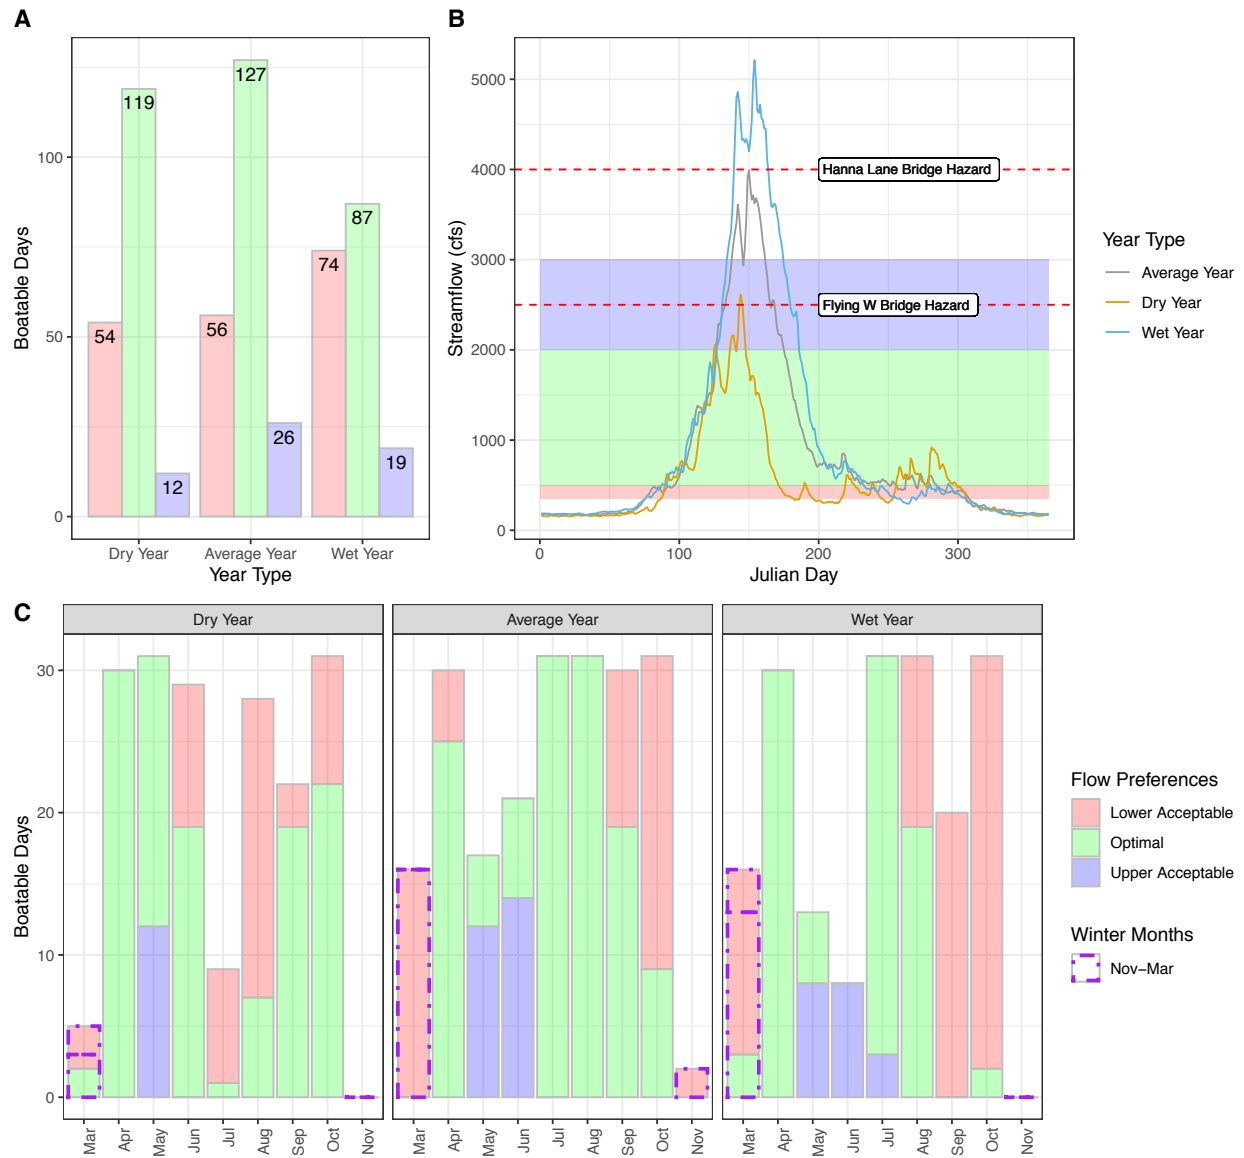 A
Boatable Days
100
50
0
54
119
12
56
127
26
74
87
19
Dry Year
Average Year
Wet Year
Year Type
B
Streamflow (cfs)
5000
4000
3000
2000
1000
0
Hanna Lane Bridge Hazard
Flying W Bridge Hazard
0
100
200
300
Julian Day
Year Type
Average Year
Dry Year
Wet Year
C
Dry Year
Average Year
Wet Year
Boatable Days
30
20
10
0
Mar
Apr
May
Jun
Jul
Aug
Sep
Oct
Nov
Mar
Apr
May
Jun
Jul
Aug
Sep
Oct
Nov
Mar
Apr
May
Jun
Jul
Aug
Sep
Oct
Nov
Flow Preferences
Lower Acceptable
Optimal
Upper Acceptable
Winter Months
Nov−Mar